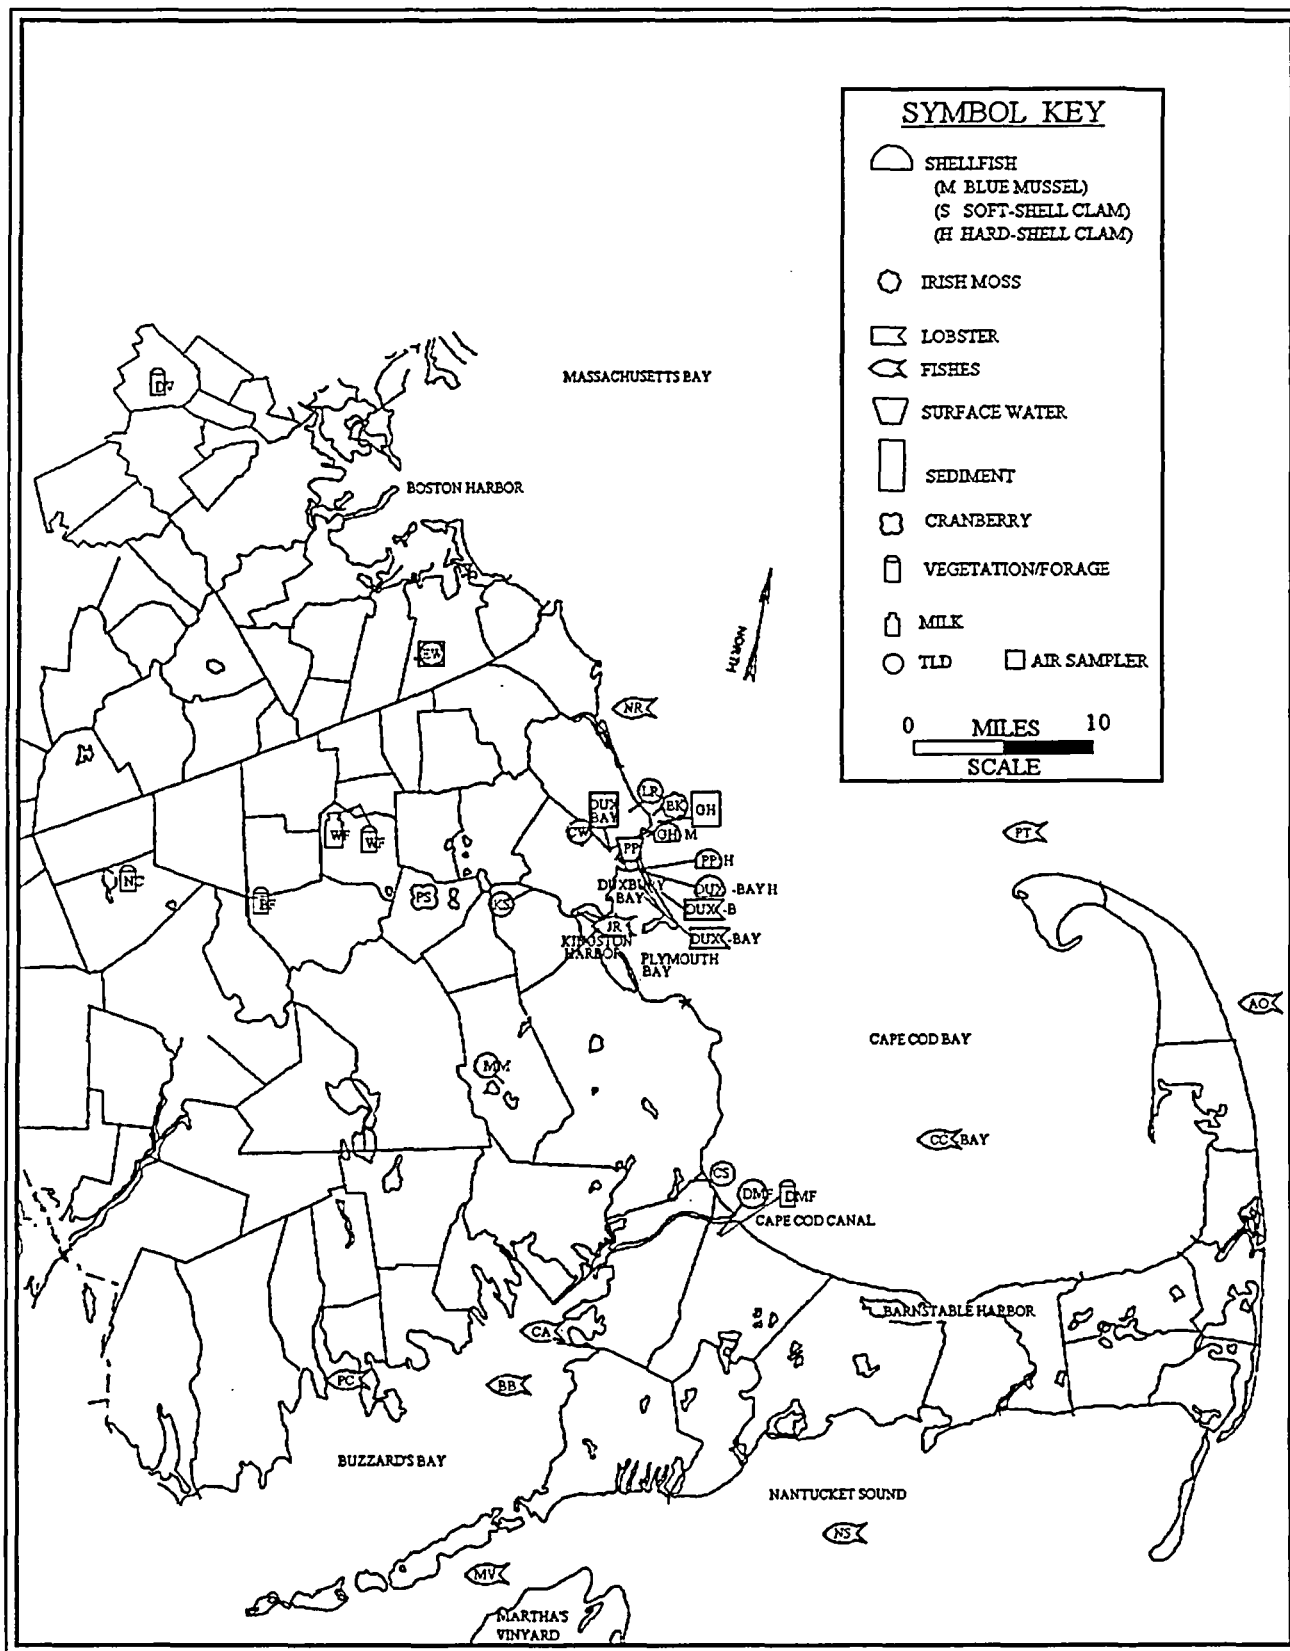 SYMBOL KEY
SHELLFISH
(M BLUE MUSSEL)
(S SOFT-SHELL CLAM)
(H HARD-SHELL CLAM)
IRISH MOSS
LOBSTER
FISHES
SURFACE WATER
SEDIMENT
CRANBERRY
VEGETATION/FORAGE
MILK
TLD
AIR SAMPLER
0 MILES 10
SCALE
MASSACHUSETTS BAY
DV
BOSTON HARBOR
NORTH
EW
NR
LR
BK
GH
DUX
BAY
CW
GH M
PT
WF
WF
PP
PP H
NC
BF
PS
KS
DUXBURY
BAY
DUX -BAY H
DUX -B
JR
DUX -BAY
KINGSTON
HARBOR
PLYMOUTH
BAY
AO
CAPE COD BAY
MM
CC BAY
CS
DMF
DMF
CAPE COD CANAL
BARNSTABLE HARBOR
CA
PC
BB
BUZZARD'S BAY
NANTUCKET SOUND
NS
MV
MARTHA'S
VINYARD